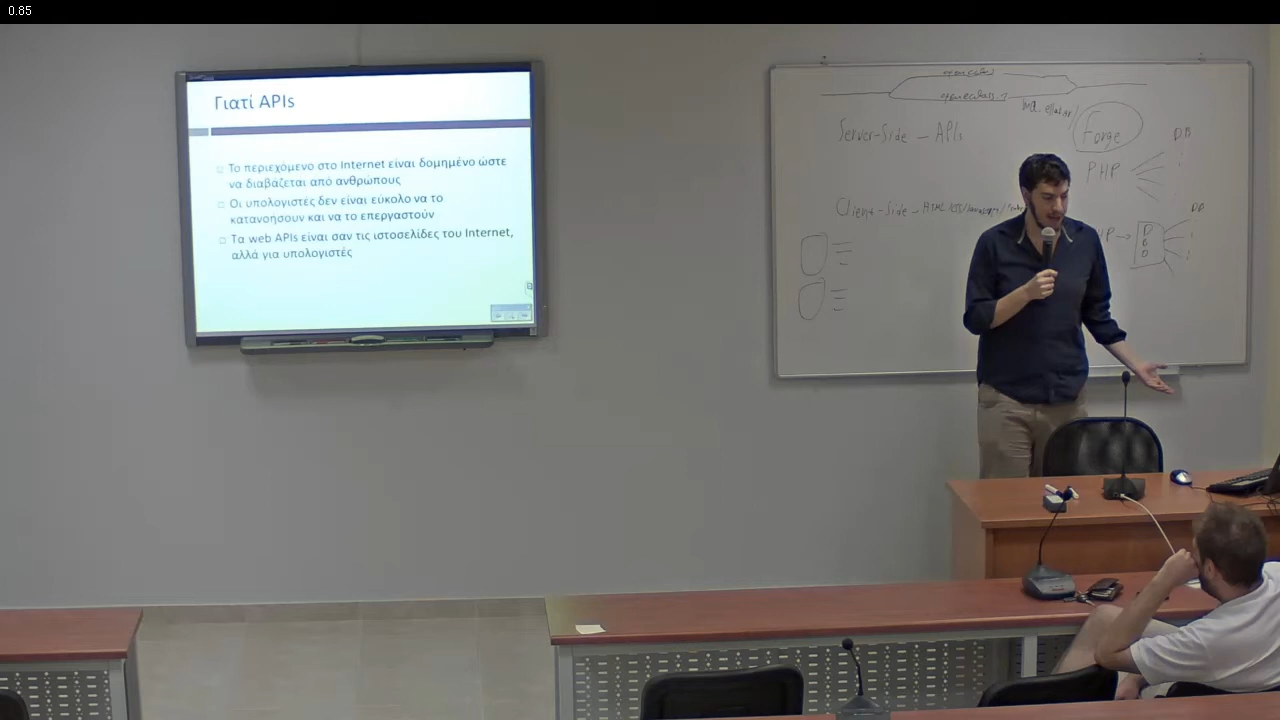 0.85
Γιατί APIs
Το περιεχόμενο στο Internet είναι δομημένο ώστε
να διαβάζεται από ανθρώπους
Οι υπολογιστές δεν είναι εύκολο να το
κατανοήσουν και να το επεργαστούν
Τα web APIs είναι σαν τις ιστοσελίδες του Internet,
αλλά για υπολογιστές
Forge
Server-Side - APIs
DB
PHP
Client-Side - HTML/CSS/
DB